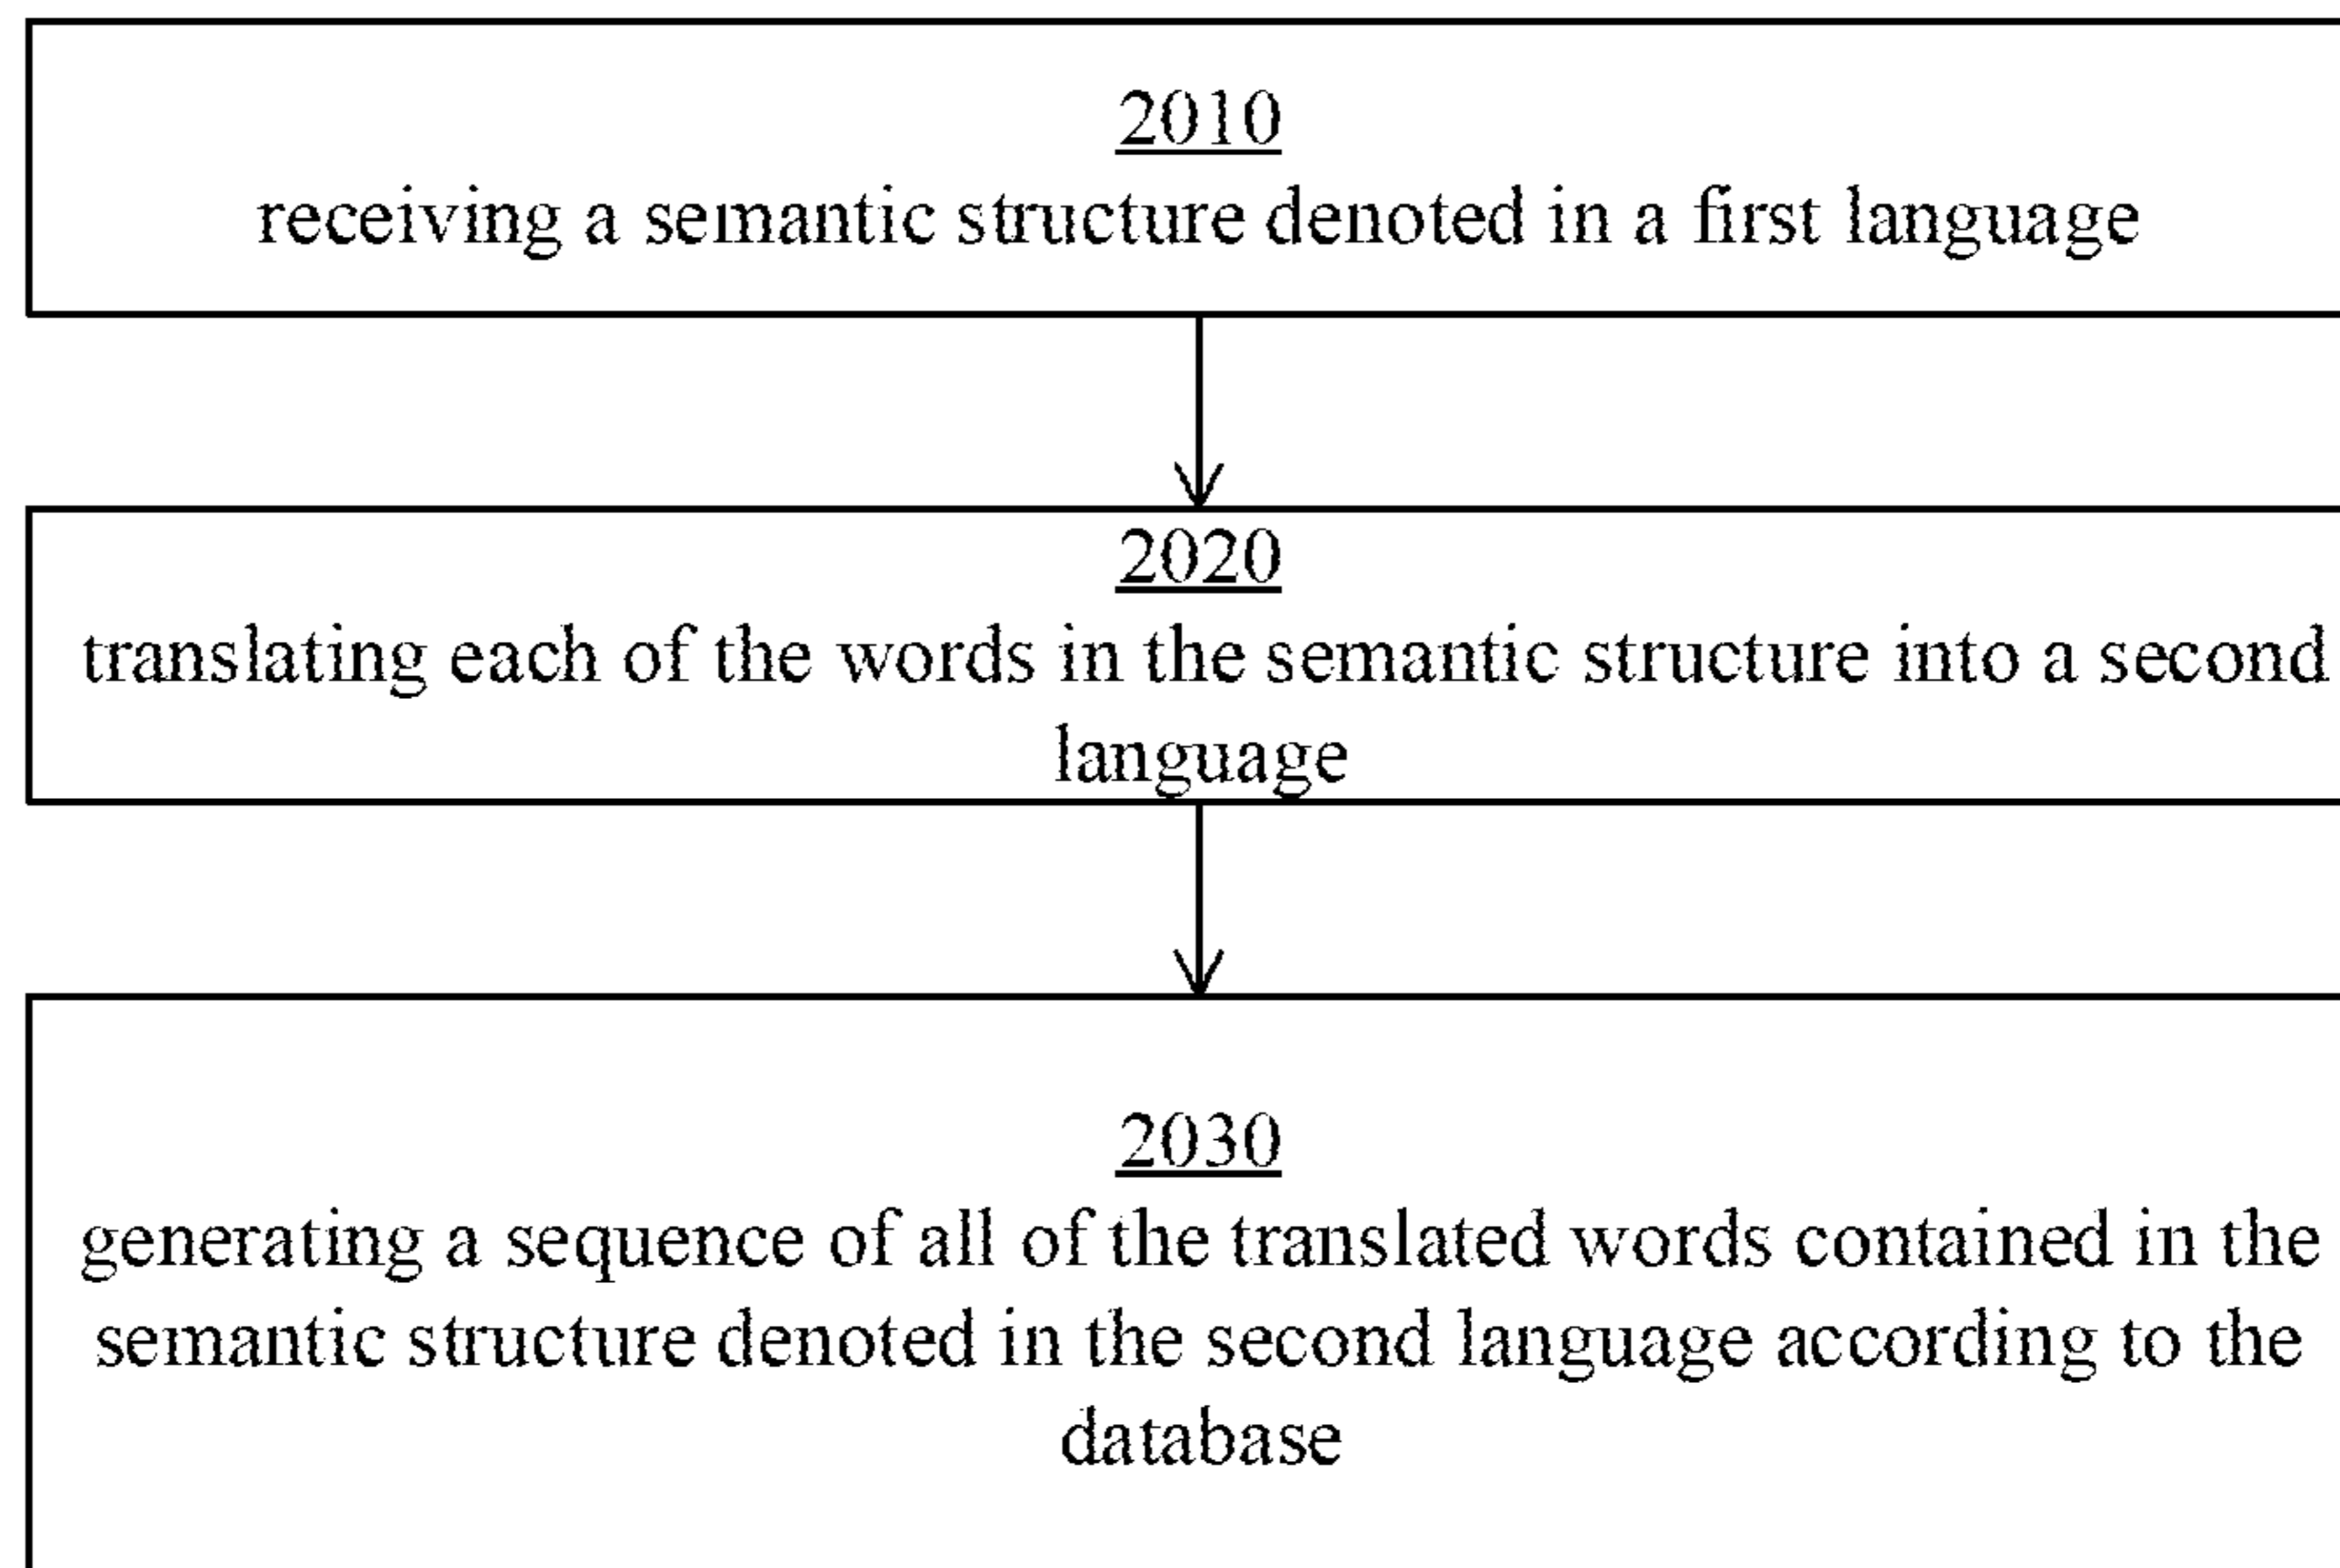 2010
receiving a semantic structure denoted in a first language
2020
translating each of the words in the semantic structure into a second
language
2030
generating a sequence of all of the translated words contained in the
semantic structure denoted in the second language according to the
database